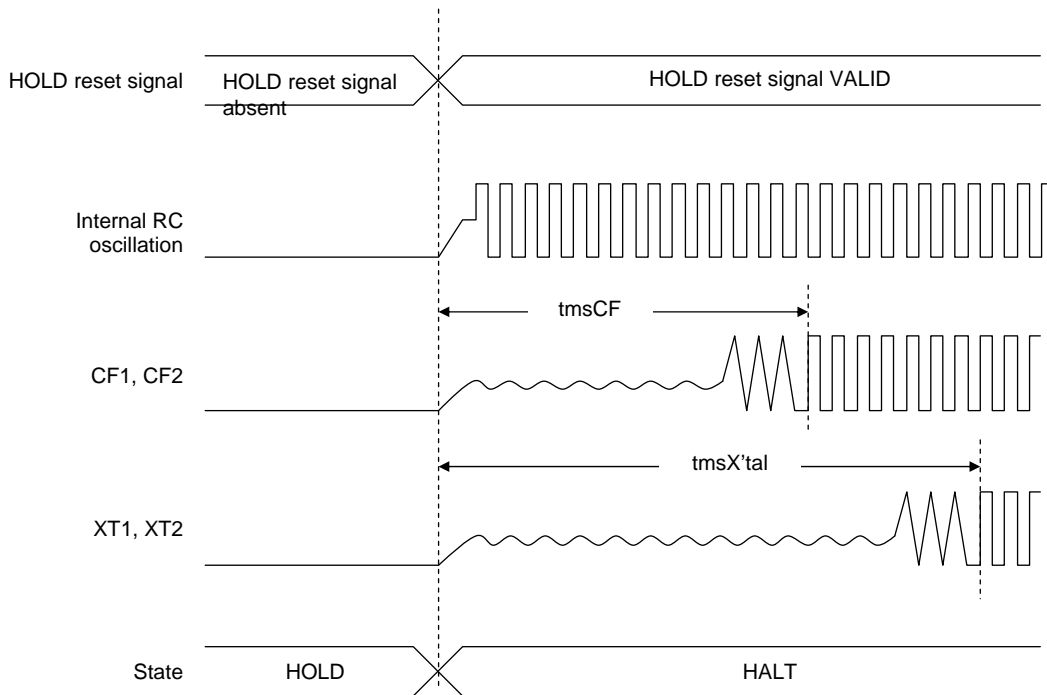 HOLD reset signal
HOLD reset signal
absent
HOLD reset signal VALID
Internal RC
oscillation
tmsCF
CF1, CF2
tmsX’tal
XT1, XT2
State
HOLD
HALT